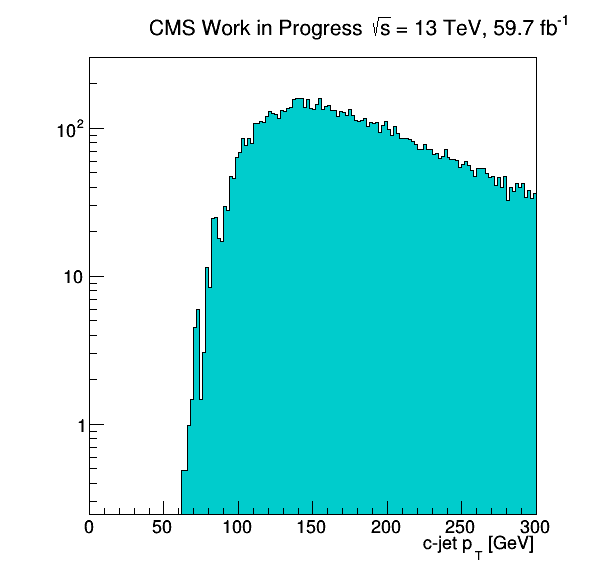 CMS Work in Progress √s = 13 TeV, 59.7 fb⁻¹
10²
10
1
0 50 100 150 200 250 300
c-jet p_T [GeV]